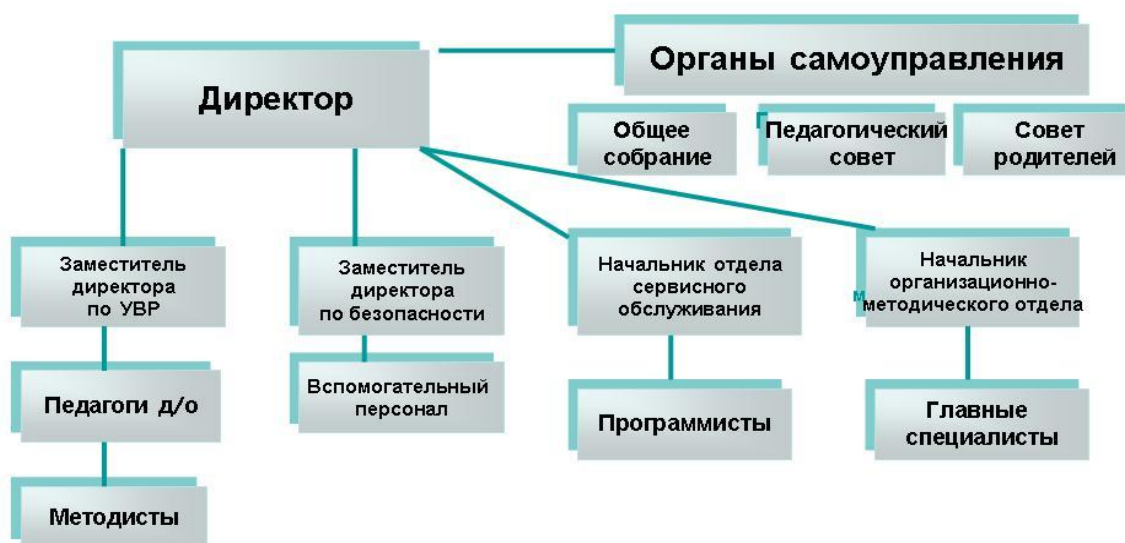 Директор
Органы самоуправления
Общее
собрание
Педагогический
совет
Совет
родителей
Заместитель
директора
по УВР
Заместитель
директора
по безопасности
Начальник отдела
сервисного
обслуживания
Начальник
организационно-
методического отдела
Педагоги д/о
Вспомогательный
персонал
Программисты
Главные
специалисты
Методисты